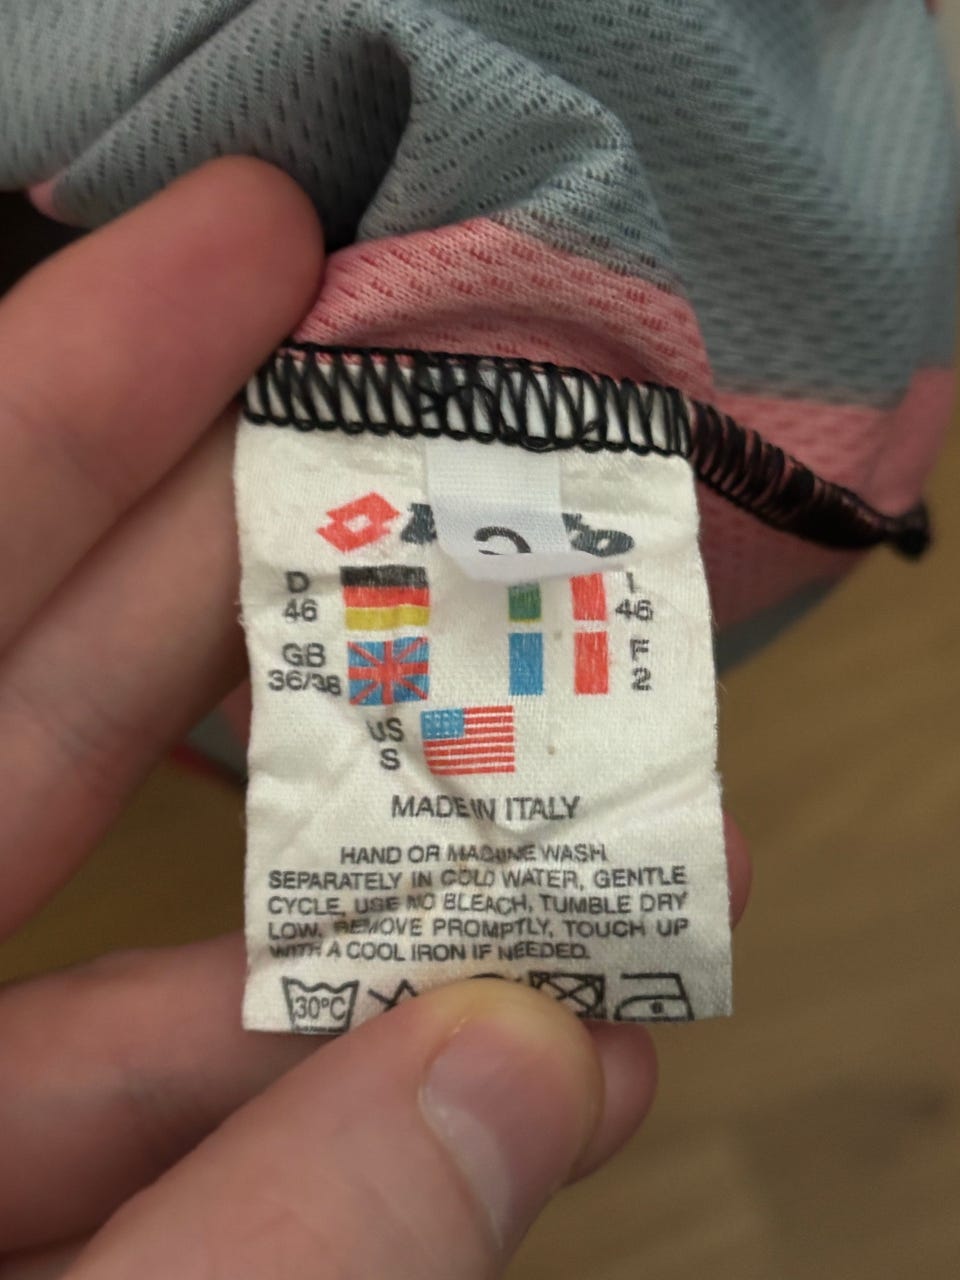 D
46
I
46
GB
36/38
F
2
US
S
MADE IN ITALY
HAND OR MACHINE WASH
SEPARATELY IN COLD WATER, GENTLE
CYCLE, USE NO BLEACH, TUMBLE DRY
LOW. REMOVE PROMPTLY, TOUCH UP
WITH A COOL IRON IF NEEDED.
30°C